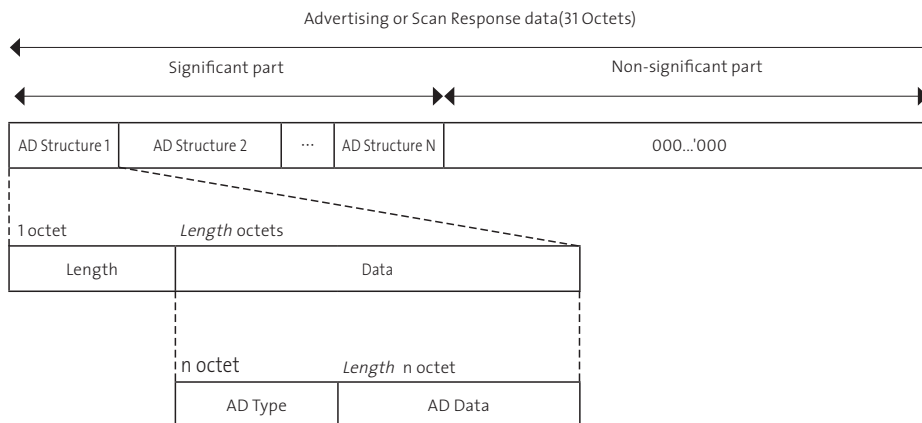 Advertising or Scan Response data(31 Octets)
Significant part Non-significant part
AD Structure 1 AD Structure 2 ... AD Structure N 000...'000
1 octet Length octets
Length Data
n octet Length n octet
AD Type AD Data